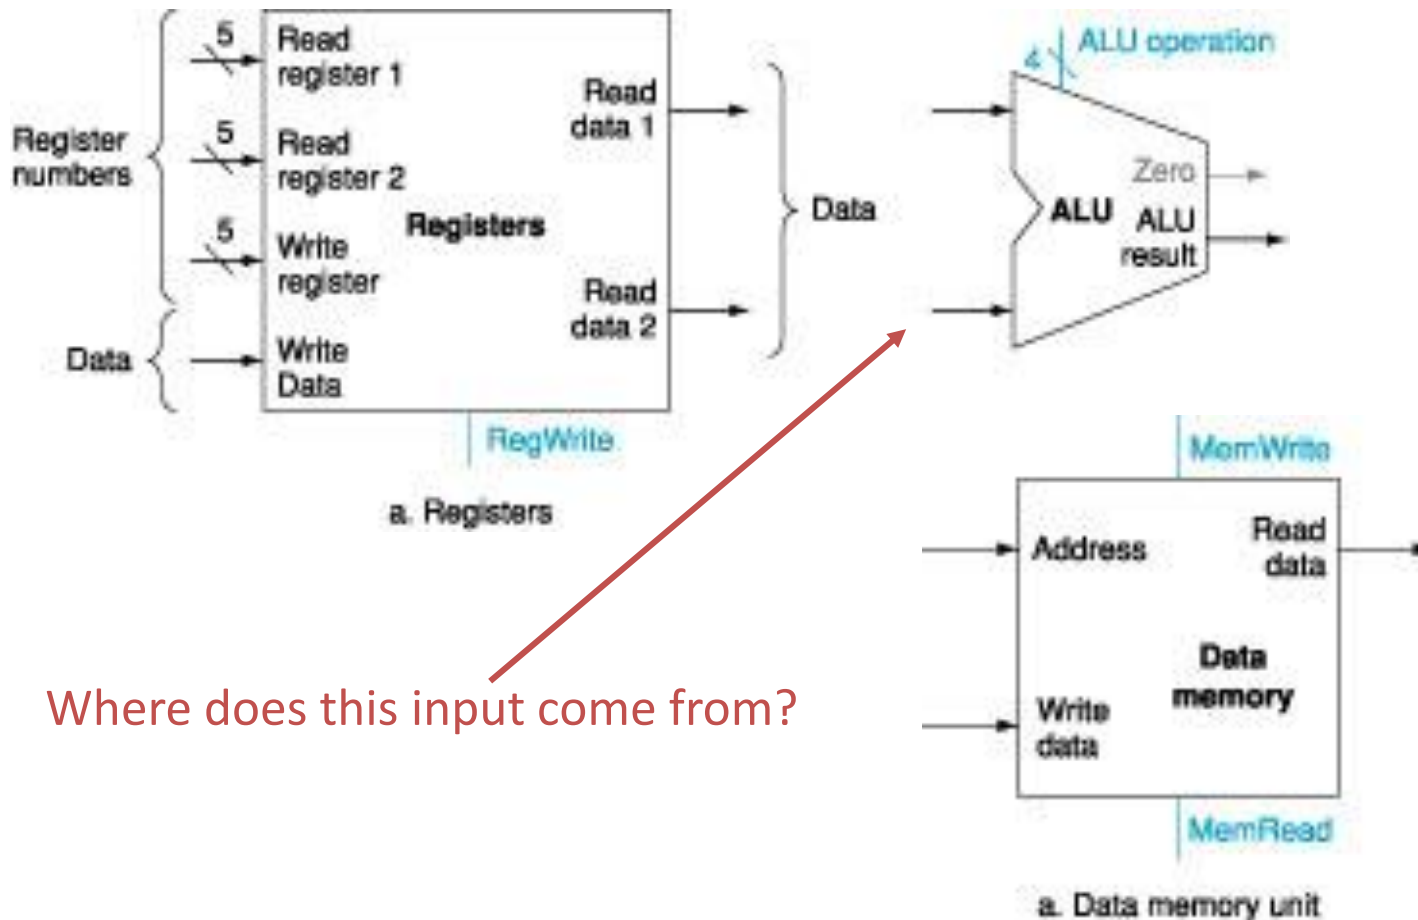 5
Read
register 1
5
Read
register 2
5
Write
register
Write
Data
Register
numbers
Data
Registers
Read
data 1
Read
data 2
Data
RegWrite
a. Registers
4
ALU operation
Zero
ALU
ALU
result
MemWrite
Address
Read
data
Data
memory
Write
data
MemRead
a. Data memory unit
Where does this input come from?